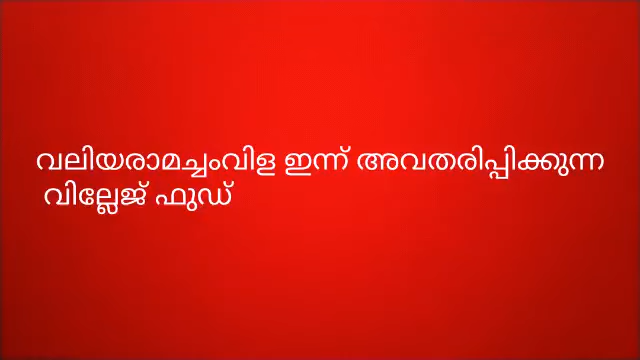 വലിയരാമച്ചംവിള ഇന്ന് അവതരിപ്പിക്കുന്ന
വില്ലേജ് ഫുഡ്